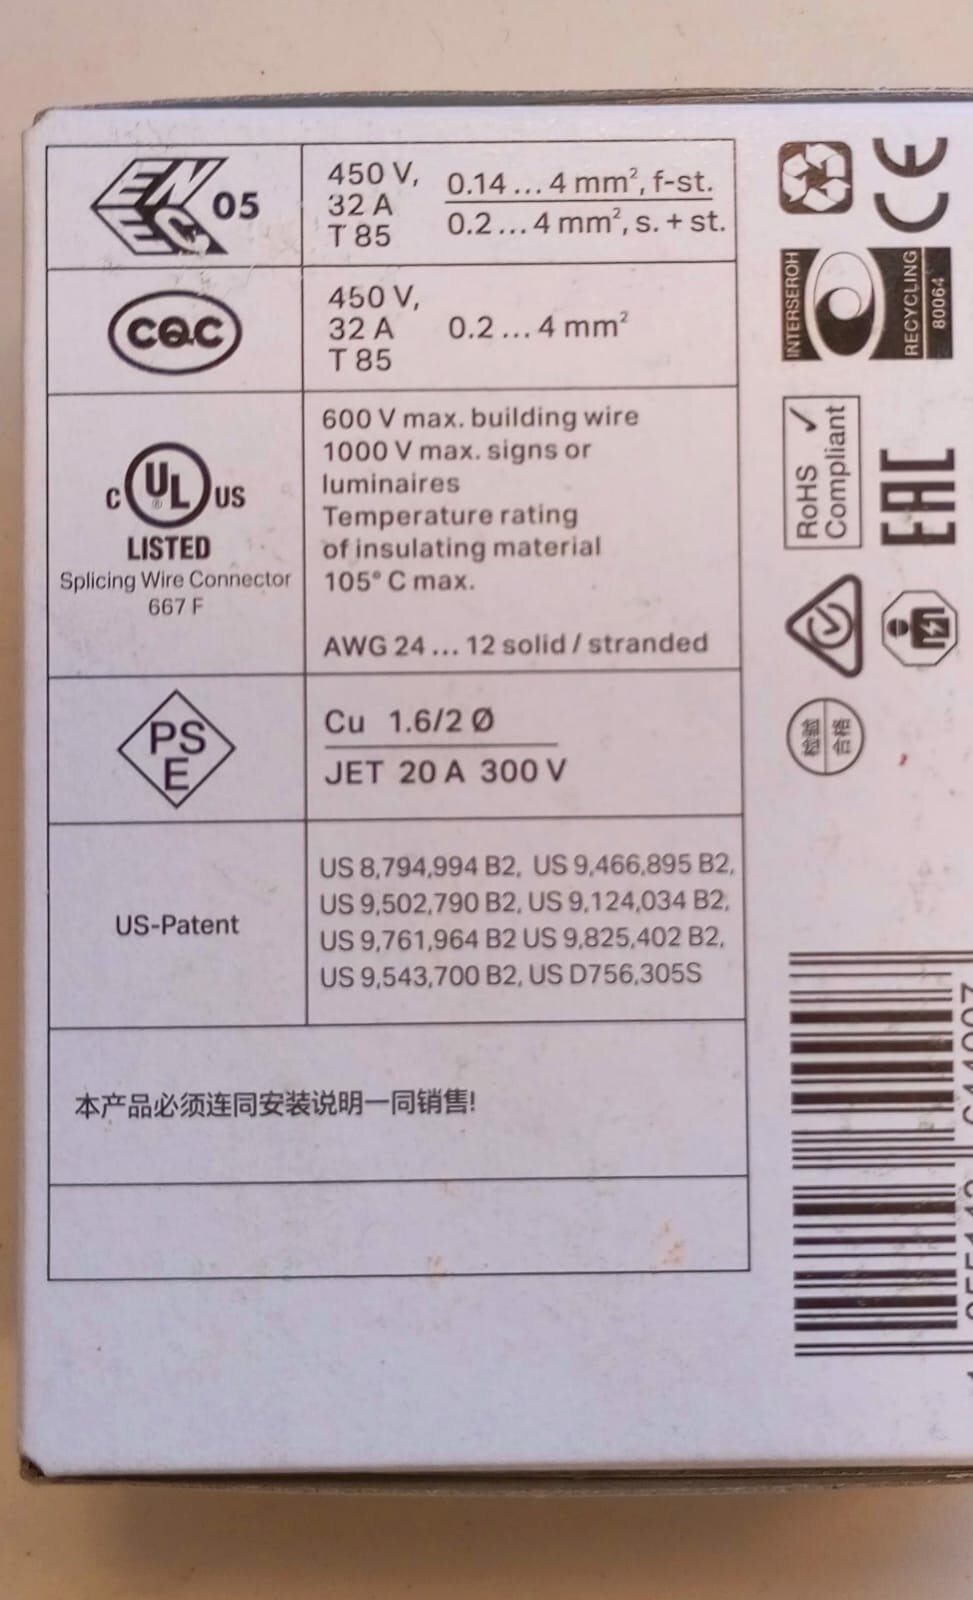 ENEC 05
450 V,
32 A
T 85
0.14 ... 4 mm², f-st.
0.2 ... 4 mm², s. + st.
CQC
450 V,
32 A
T 85
0.2 ... 4 mm²
C UL® US
LISTED
Splicing Wire Connector
667 F
600 V max. building wire
1000 V max. signs or
luminaires
Temperature rating
of insulating material
105° C max.
AWG 24 ... 12 solid / stranded
PS
E
Cu 1.6/2 Ø
JET 20 A 300 V
US-Patent
US 8,794,994 B2, US 9,466,895 B2,
US 9,502,790 B2, US 9,124,034 B2,
US 9,761,964 B2 US 9,825,402 B2,
US 9,543,700 B2, US D756,305S
本产品必须连同安装说明一同销售!
CE
INTERSEROH
RECYCLING
80064
RoHS ✓
Compliant
EAC
检验
合格